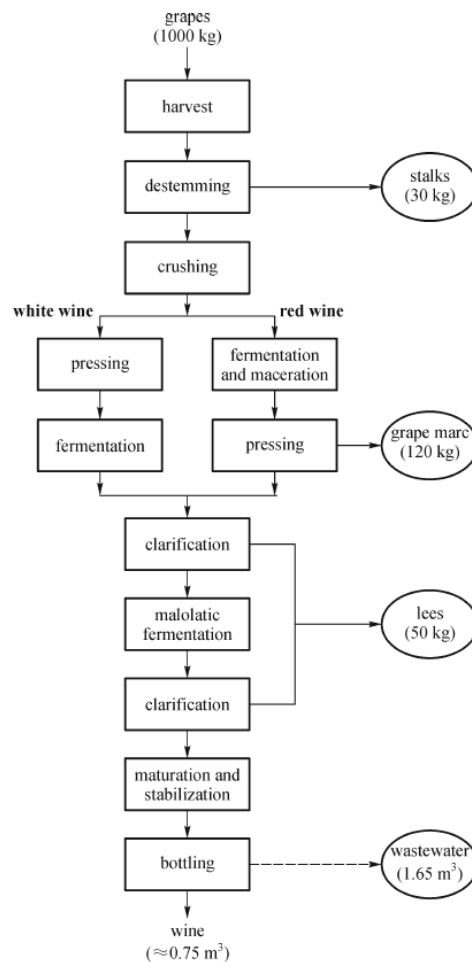 grapes
(1000 kg)
harvest
destemming
stalks
(30 kg)
crushing
white wine
red wine
pressing
fermentation
and maceration
fermentation
pressing
grape marc
(120 kg)
clarification
malolatic
fermentation
lees
(50 kg)
clarification
maturation and
stabilization
bottling
wastewater
(1.65 m³)
wine
(≈0.75 m³)